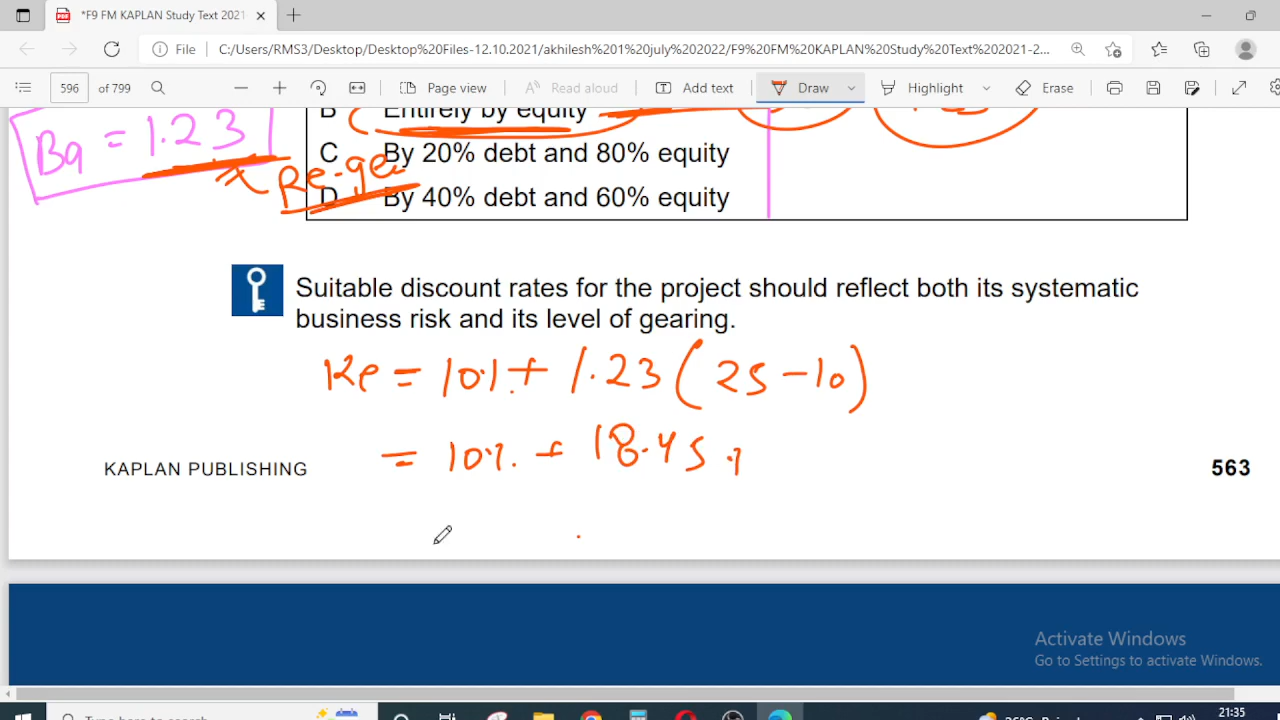 *F9 FM KAPLAN Study Text 2021
File C:/Users/RMS3/Desktop/Desktop%20Files-12.10.2021/akhilesh%201%20july%202022/F9%20FM%20KAPLAN%20Study%20Text%202021-2...
596 of 799 Page view Read aloud Add text Draw Highlight Erase
B Entirely by equity
Ba = 1.23
C By 20% debt and 80% equity
Re-gea
D By 40% debt and 60% equity
Suitable discount rates for the project should reflect both its systematic
business risk and its level of gearing.
Ke = 10% + 1.23 (25 - 10)
= 10% + 18.45%
KAPLAN PUBLISHING 563
Activate Windows
Go to Settings to activate Windows.
Type here to search
21:35